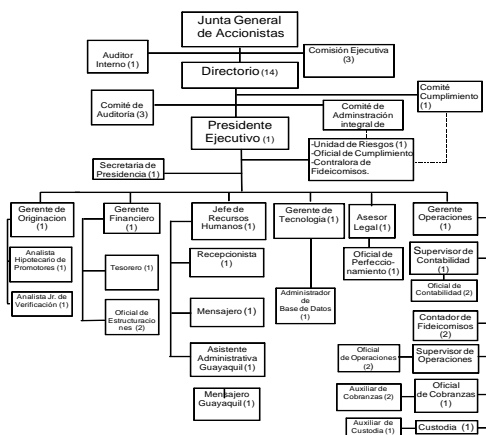 Junta General
de Accionistas
Auditor
Interno (1)
Comisión Ejecutiva
(3)
Directorio (14)
Comité
Cumplimiento
(1)
Comité de
Auditoría (3)
Comité de
Adminstración
integral de
Presidente
Ejecutivo (1)
-Unidad de Riesgos (1)
-Oficial de Cumplimiento
-Contralora de
Fideicomisos.
Secretaria de
Presidencia (1)
Gerente de
Originacion
(1)
Gerente
Financiero
(1)
Jefe de
Recursos
Humanos (1)
Gerente de
Tecnología (1)
Asesor
Legal (1)
Gerente
Operaciones
(1)
Analista
Hipotecario de
Promotores (1)
Tesorero (1)
Recepcionista
(1)
Oficial de
Perfeccio-
namiento (1)
Supervisor de
Contabilidad
(1)
Analista Jr. de
Verificación (1)
Oficial de
Estructuracio
nes (2)
Mensajero (1)
Administrador
de
Base de Datos
(1)
Oficial de
Contabilidad (2)
Contador de
Fideicomisos
(2)
Asistente
Administrativa
Guayaquil (1)
Oficial
de Operaciones
(2)
Supervisor de
Operaciones
Mensajero
Guayaquil (1)
Auxiliar de
Cobranzas (2)
Oficial
de Cobranzas
(1)
Auxiliar de
Custodia (1)
Custodia (1)